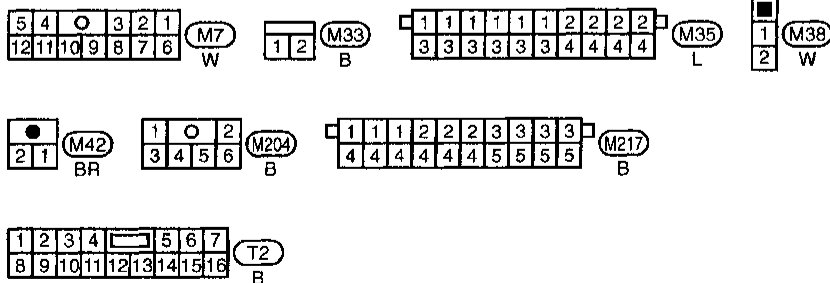 5 4 3 2 1
12 11 10 9 8 7 6
M7
W
1 2
M33
B
1 1 1 1 1 1 2 2 2 2
3 3 3 3 3 3 4 4 4 4
M35
L
1
2
M38
W
2 1
M42
BR
1 2
3 4 5 6
M204
B
1 1 1 2 2 2 3 3 3 3
4 4 4 4 4 4 5 5 5 5
M217
B
1 2 3 4 5 6 7
8 9 10 11 12 13 14 15 16
T2
B